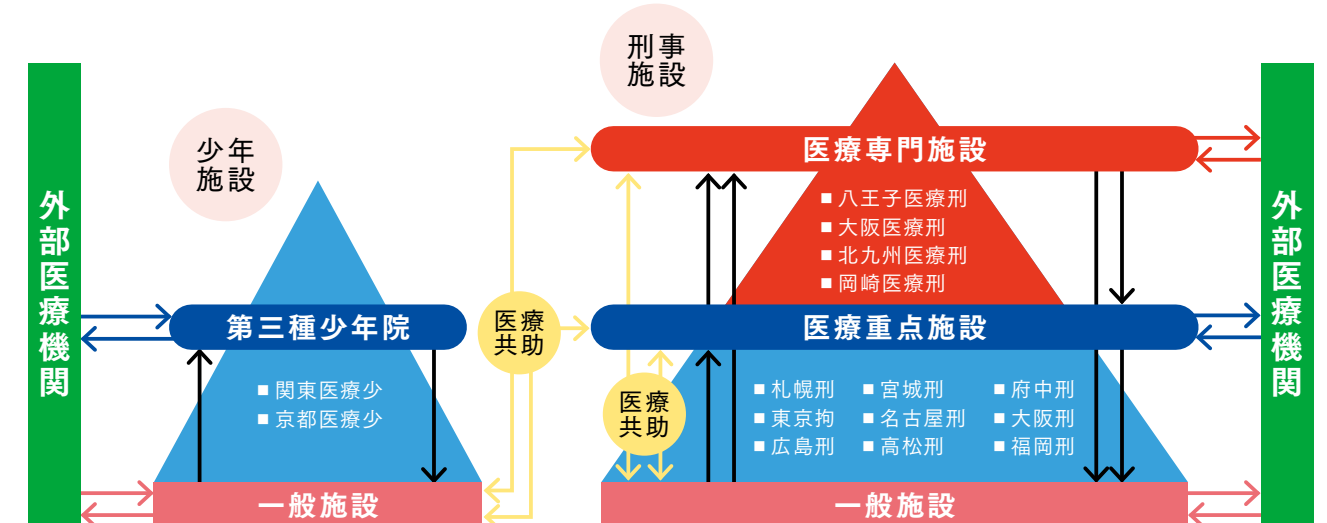 刑事
施設
少年
施設
外部医療機関
外部医療機関
医療専門施設
■ 八王子医療刑
■ 大阪医療刑
■ 北九州医療刑
■ 岡崎医療刑
医療
共助
第三種少年院
医療重点施設
■ 関東医療少
■ 京都医療少
医療
共助
■ 札幌刑 ■ 宮城刑 ■ 府中刑
■ 東京拘 ■ 名古屋刑 ■ 大阪刑
■ 広島刑 ■ 高松刑 ■ 福岡刑
一般施設
一般施設